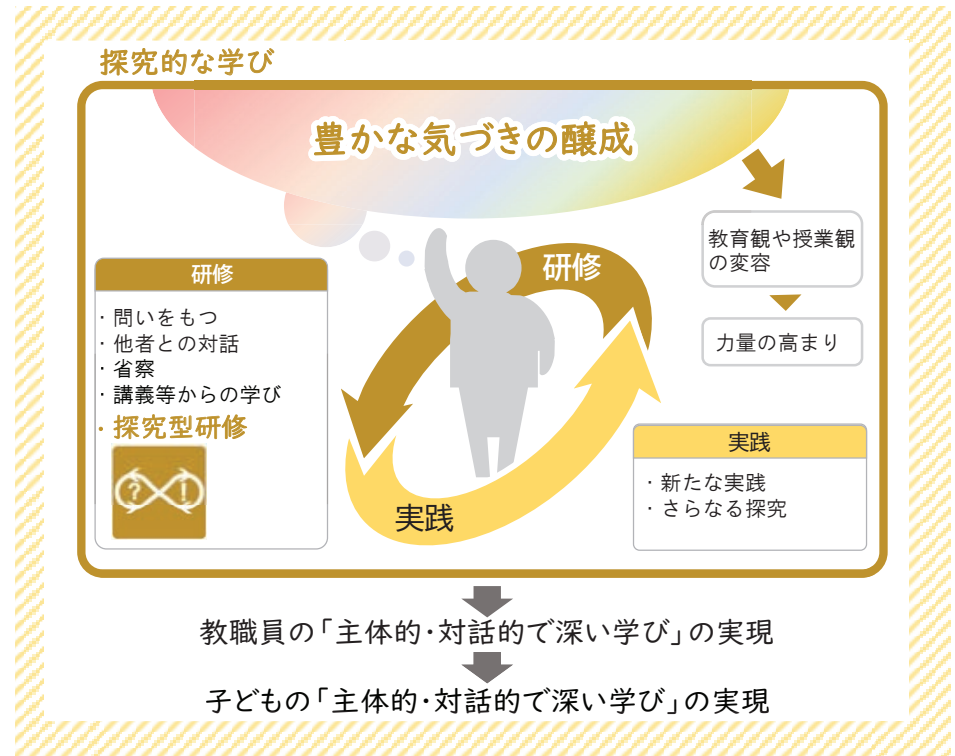 探究的な学び
豊かな気づきの醸成
教育観や授業観
の変容
力量の高まり
研修
研修
・問いをもつ
・他者との対話
・省察
・講義等からの学び
・探究型研修
? !
実践
実践
・新たな実践
・さらなる探究
教職員の「主体的・対話的で深い学び」の実現
子どもの「主体的・対話的で深い学び」の実現